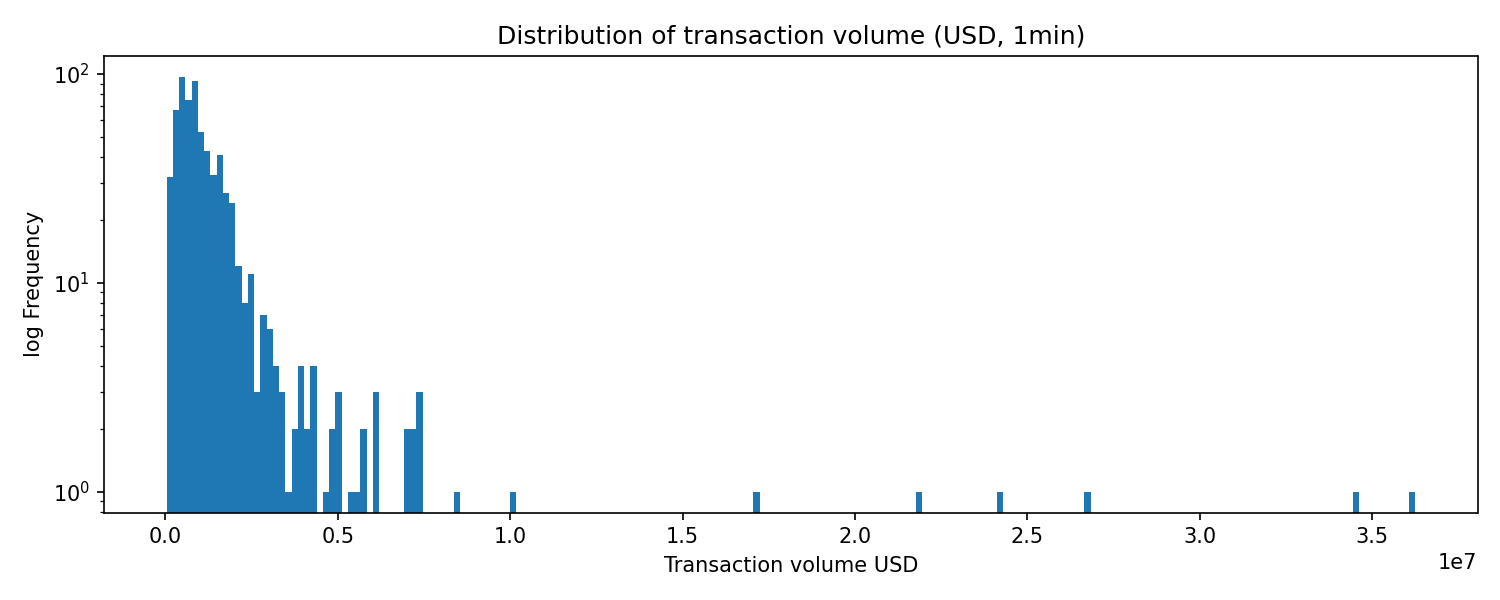 Distribution of transaction volume (USD, 1min)
log Frequency
10²
10¹
10⁰
0.0 0.5 1.0 1.5 2.0 2.5 3.0 3.5
1e7
Transaction volume USD